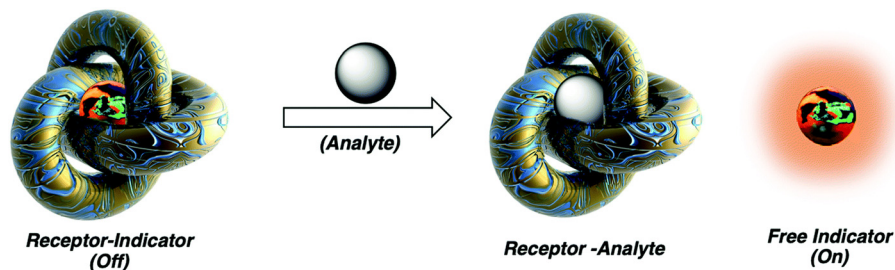 (Analyte)
Receptor-Indicator
(Off)
Receptor -Analyte
Free Indicator
(On)